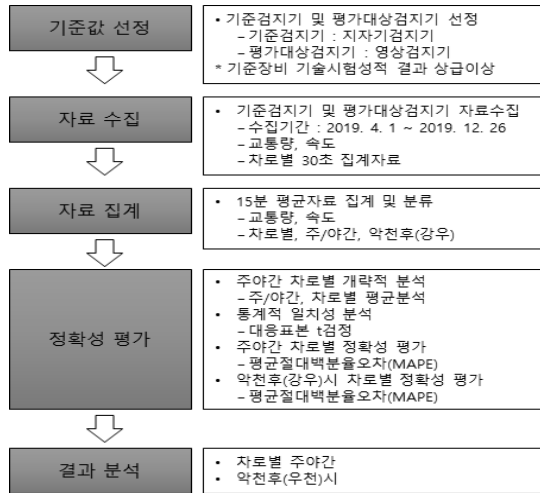 기준값 선정
• 기준검지기 및 평가대상검지기 선정
- 기준검지기 : 지자기검지기
- 평가대상검지기 : 영상검지기
* 기준장비 기술시험성적 결과 상급이상
자료 수집
• 기준검지기 및 평가대상검지기 자료수집
- 수집기간 : 2019. 4. 1 ~ 2019. 12. 26
- 교통량, 속도
- 차로별 30초 집계자료
자료 집계
• 15분 평균자료 집계 및 분류
- 교통량, 속도
- 차로별, 주/야간, 악천후(강우)
정확성 평가
• 주야간 차로별 개략적 분석
- 주/야간, 차로별 평균분석
• 통계적 일치성 분석
- 대응표본 t검정
• 주야간 차로별 정확성 평가
- 평균절대백분율오차(MAPE)
• 악천후(강우)시 차로별 정확성 평가
- 평균절대백분율오차(MAPE)
결과 분석
• 차로별 주야간
• 악천후(우천)시